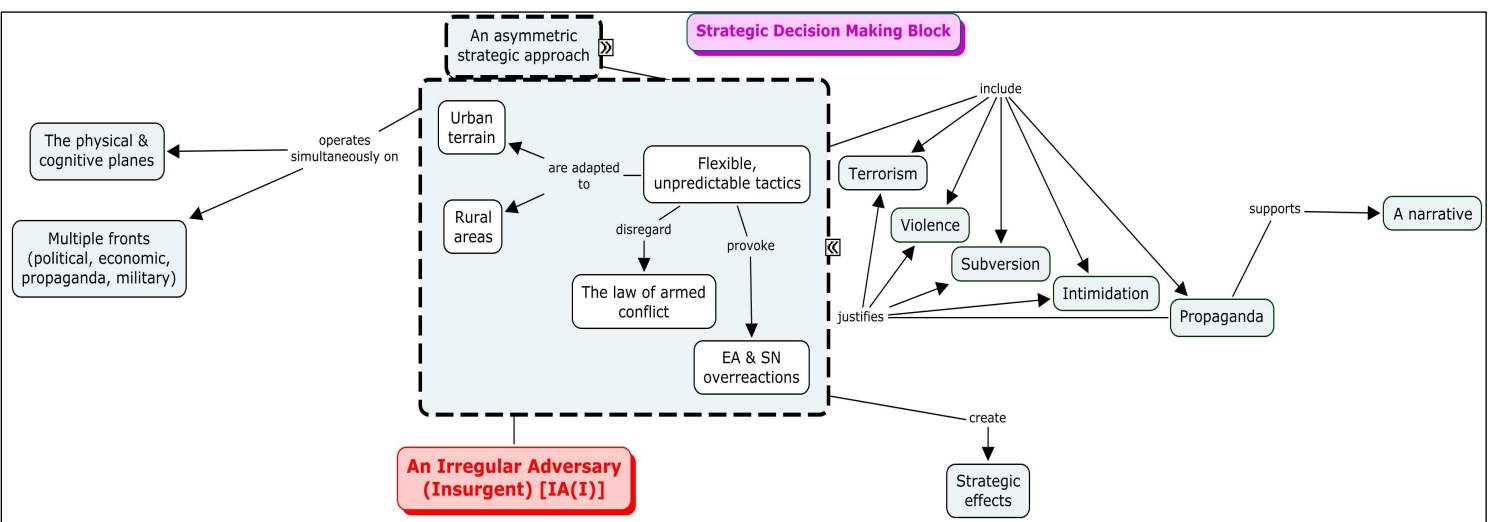 Strategic Decision Making Block
An asymmetric
strategic approach
Urban
terrain
Rural
areas
are adapted
to
Flexible,
unpredictable tactics
disregard
The law of armed
conflict
provoke
EA & SN
overreactions
operates
simultaneously on
The physical &
cognitive planes
Multiple fronts
(political, economic,
propaganda, military)
include
Terrorism
Violence
Subversion
Intimidation
Propaganda
justifies
supports
A narrative
create
Strategic
effects
An Irregular Adversary
(Insurgent) [IA(I)]